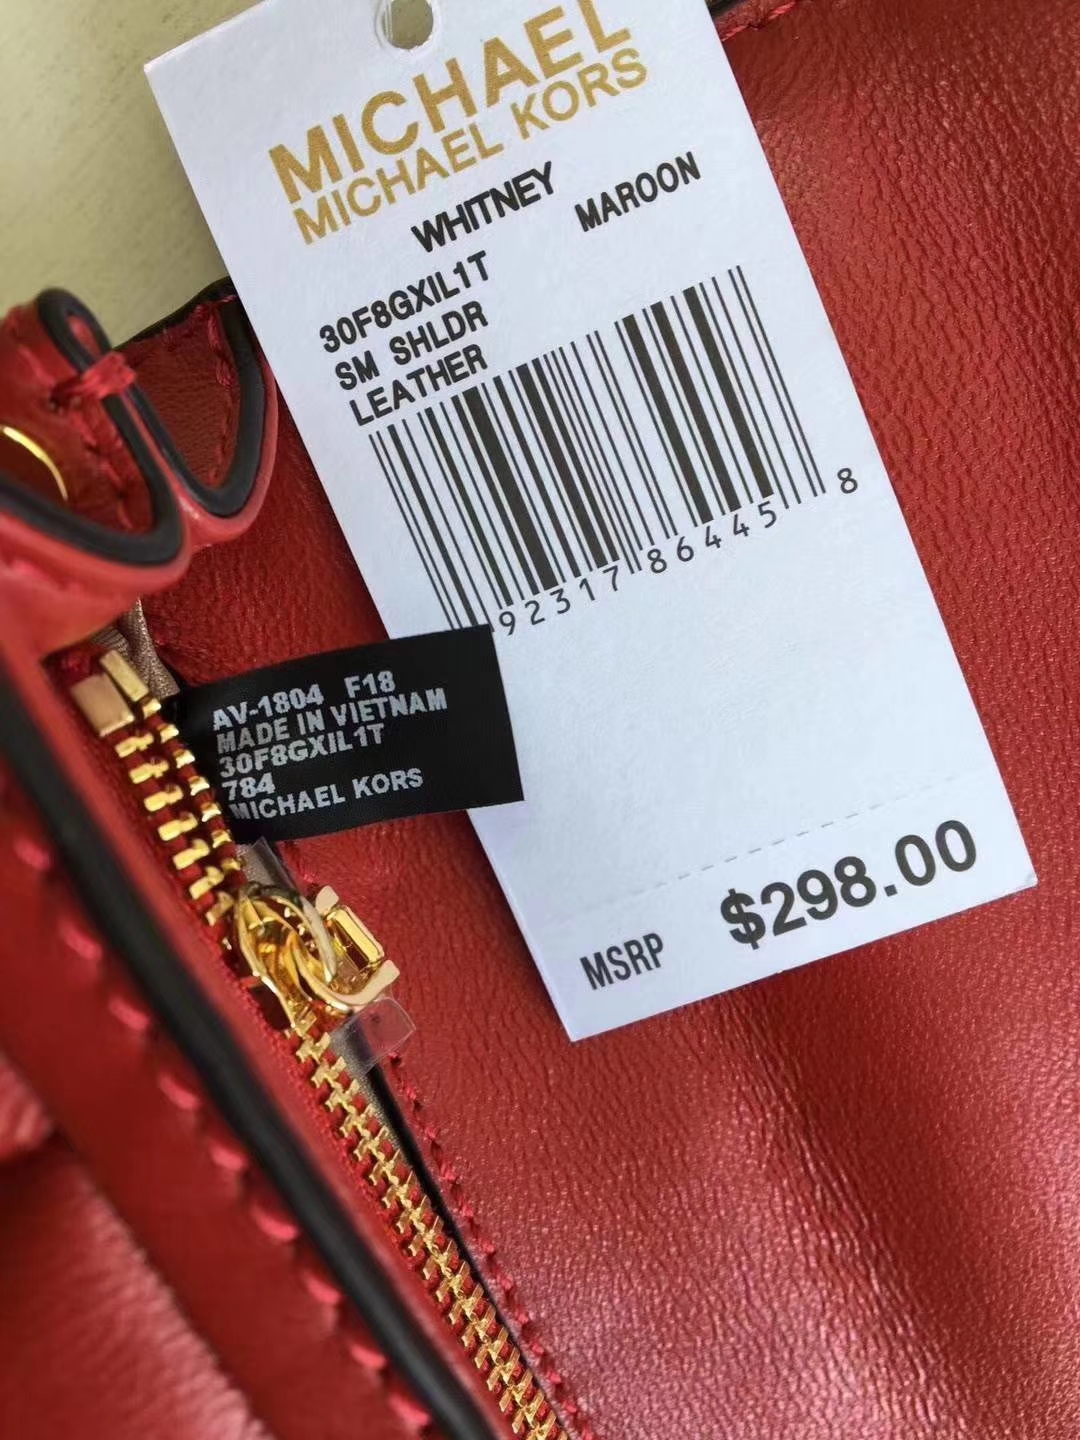 MICHAEL
MICHAEL KORS
WHITNEY
MAROON
30F8GXIL1T
SM SHLDR
LEATHER
92317 86445 8
AV-1804 F18
MADE IN VIETNAM
30F8GXIL1T
784
MICHAEL KORS
MSRP $298.00